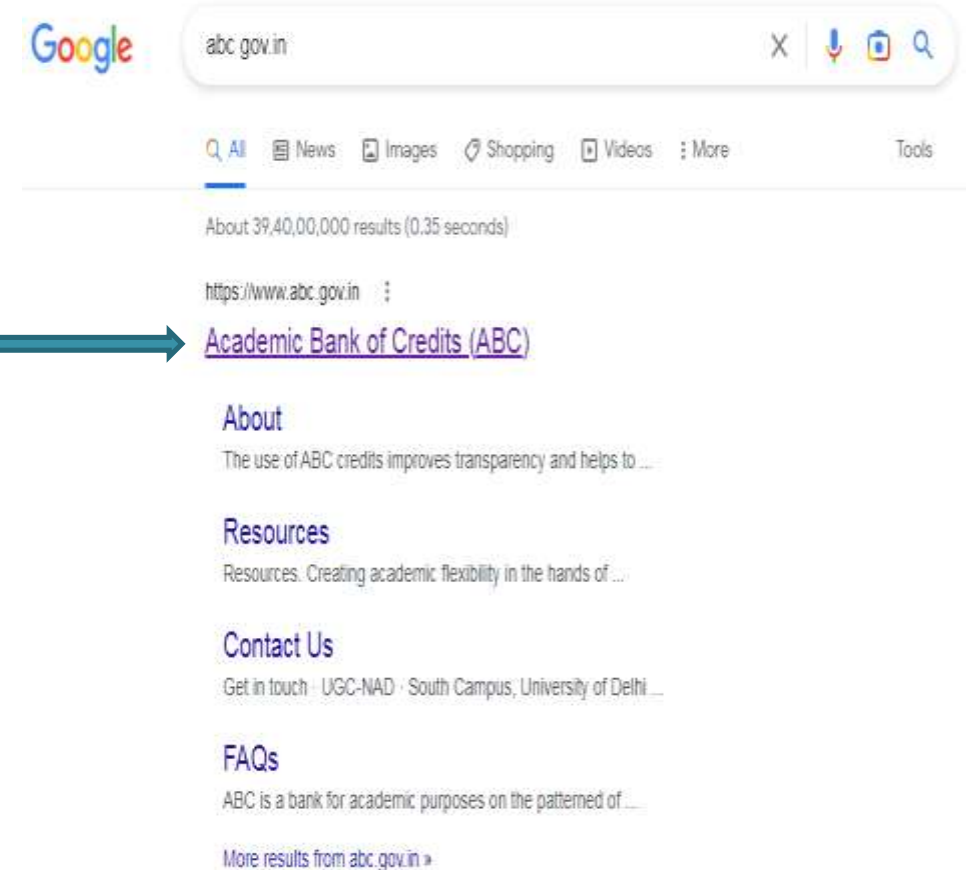 Google
abc gov.in
All News Images Shopping Videos More Tools
About 39,40,00,000 results (0.35 seconds)
https://www.abc.gov.in
Academic Bank of Credits (ABC)
About
The use of ABC credits improves transparency and helps to ...
Resources
Resources. Creating academic flexibility in the hands of ...
Contact Us
Get in touch · UGC-NAD · South Campus, University of Delhi ...
FAQs
ABC is a bank for academic purposes on the patterned of ...
More results from abc.gov.in »